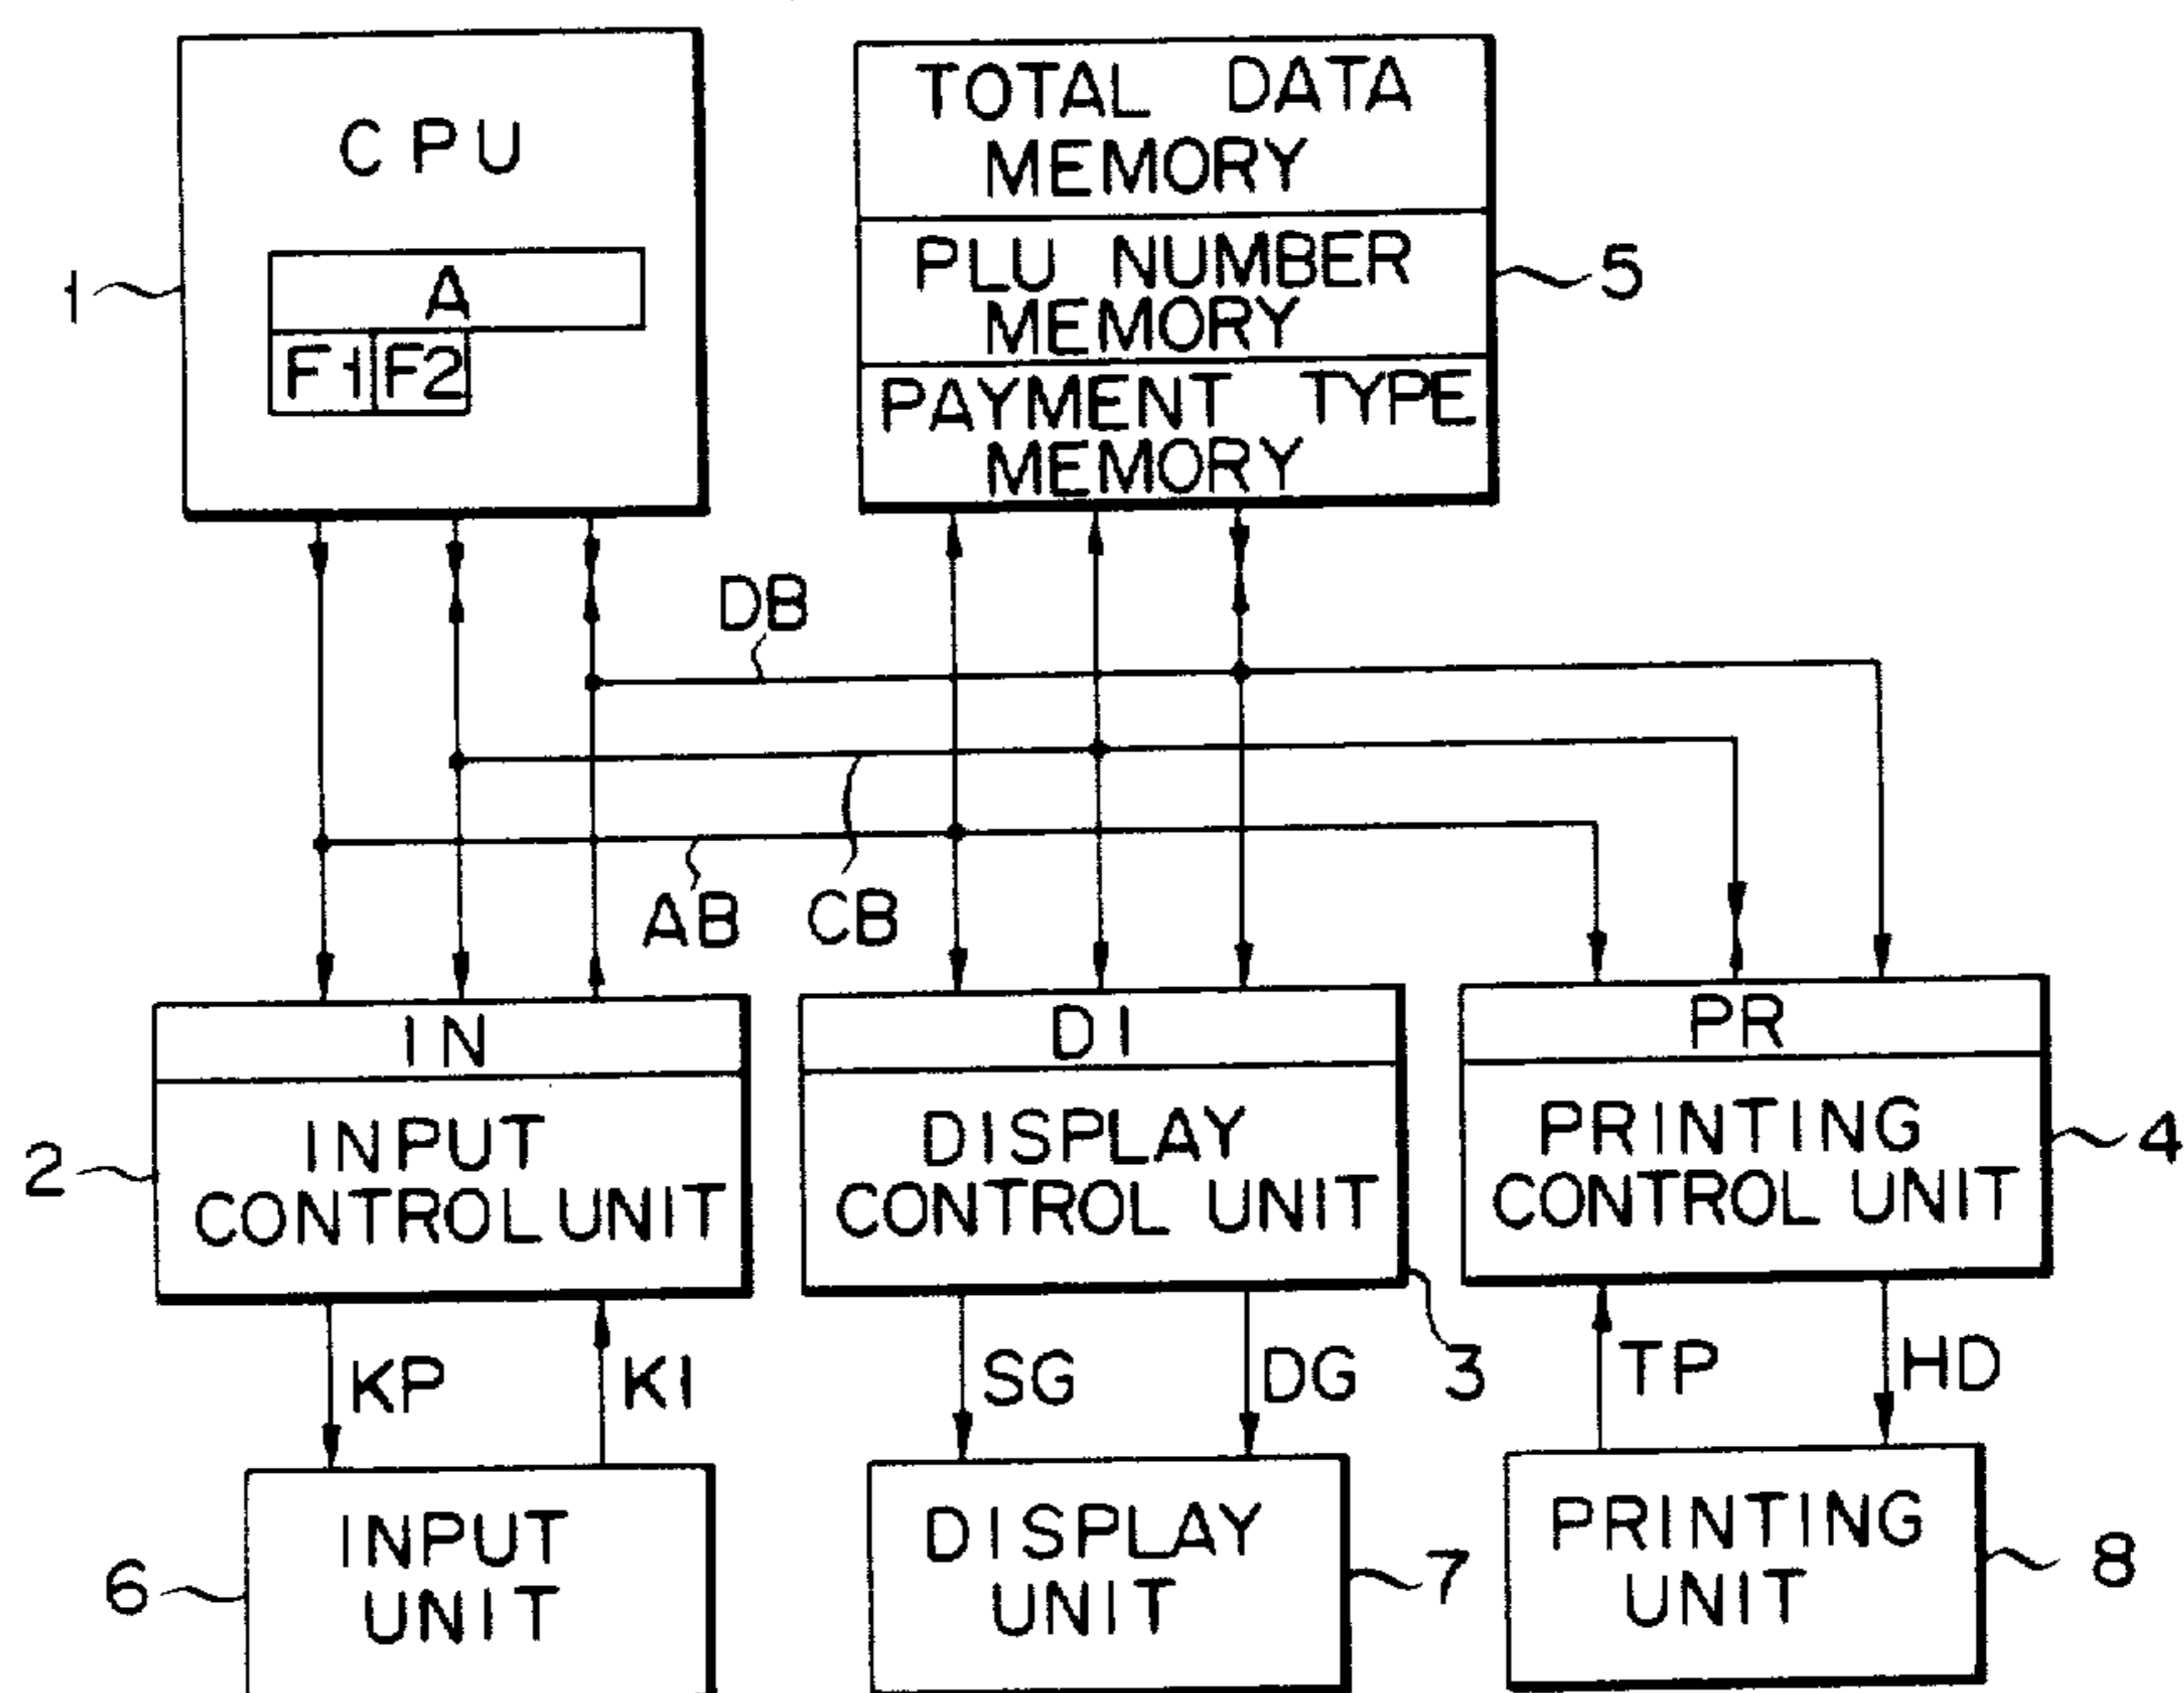 CPU
A
F1 F2
1
TOTAL DATA
MEMORY
PLU NUMBER
MEMORY
PAYMENT TYPE
MEMORY
5
DB
AB
CB
IN
INPUT
CONTROL UNIT
2
DI
DISPLAY
CONTROL UNIT
3
PR
PRINTING
CONTROL UNIT
4
KP
KI
SG
DG
TP
HD
INPUT
UNIT
6
DISPLAY
UNIT
7
PRINTING
UNIT
8